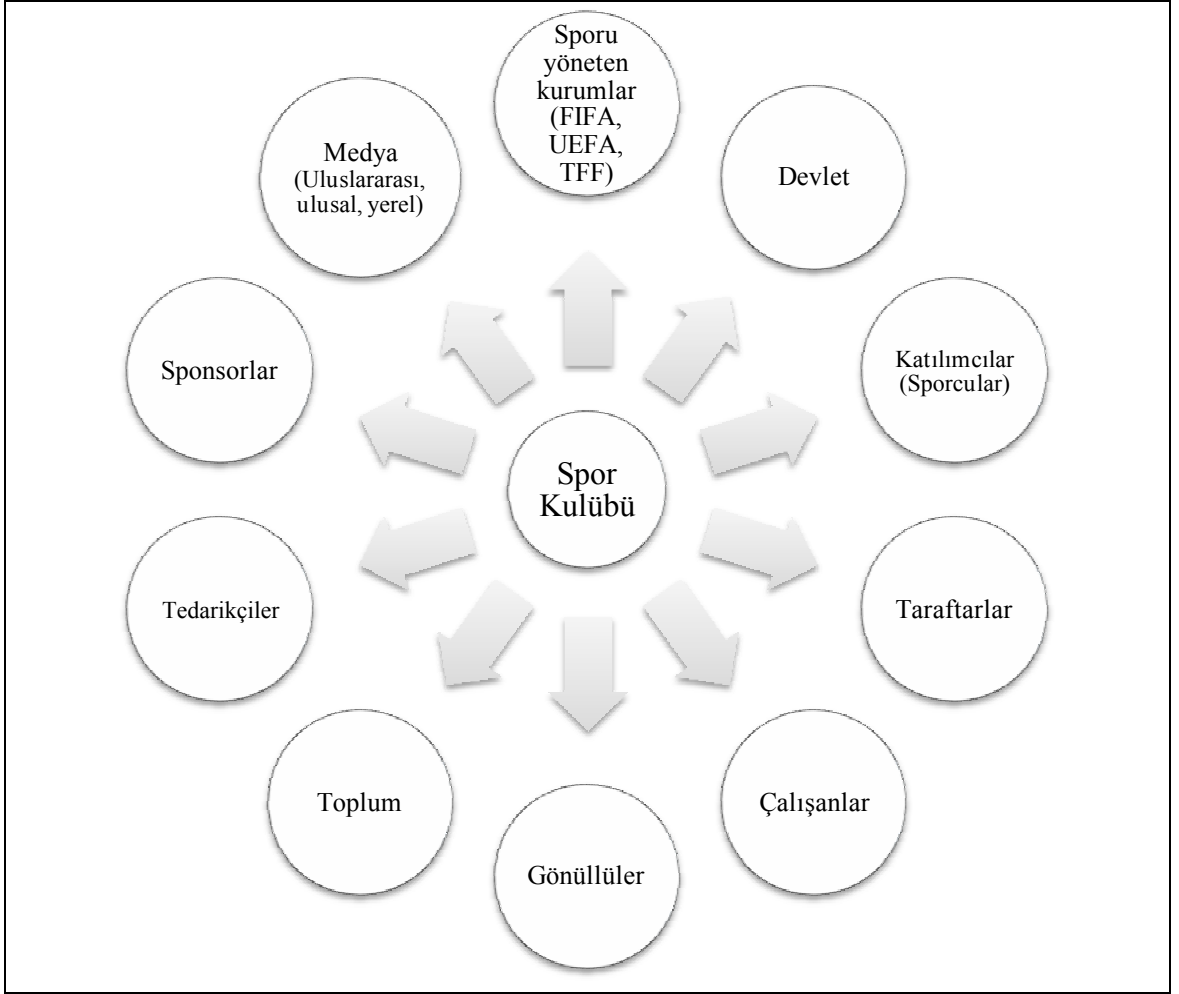 Sporu
yöneten
kurumlar
(FIFA,
UEFA,
TFF)
Devlet
Katılımcılar
(Sporcular)
Taraftarlar
Çalışanlar
Gönüllüler
Toplum
Tedarikçiler
Sponsorlar
Medya
(Uluslararası,
ulusal, yerel)
Spor
Kulübü